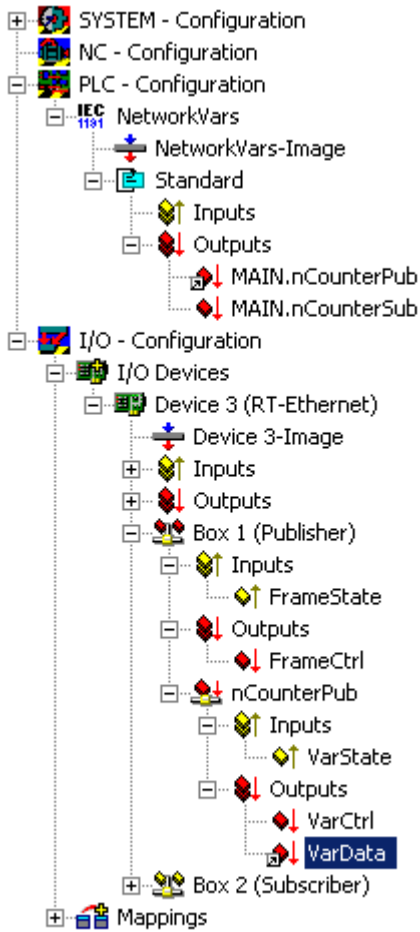 SYSTEM - Configuration
NC - Configuration
PLC - Configuration
IEC 1131 NetworkVars
NetworkVars-Image
Standard
Inputs
Outputs
MAIN.nCounterPub
MAIN.nCounterSub
I/O - Configuration
I/O Devices
Device 3 (RT-Ethernet)
Device 3-Image
Inputs
Outputs
Box 1 (Publisher)
Inputs
FrameState
Outputs
FrameCtrl
nCounterPub
Inputs
VarState
Outputs
VarCtrl
VarData
Box 2 (Subscriber)
Mappings